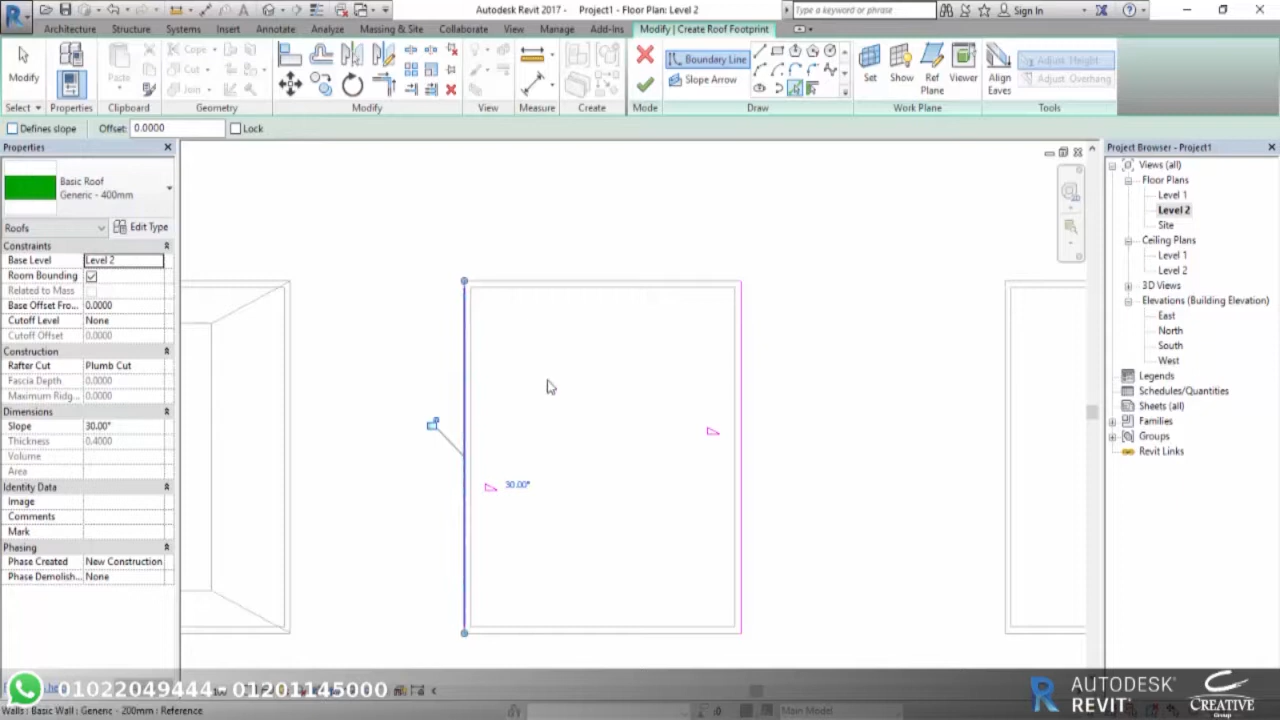 Autodesk Revit 2017 - Project1 - Floor Plan: Level 2
Type a keyword or phrase
Sign In
Architecture Structure Systems Insert Annotate Analyze Massing & Site Collaborate View Manage Add-Ins Modify | Create Roof Footprint
Modify
Paste
Cope
Cut
Join
Boundary Line
Slope Arrow
Set
Show
Ref
Plane
Viewer
Align
Eaves
Adjust Height
Adjust Overhang
Select Properties Clipboard Geometry Modify View Measure Create Mode Draw Work Plane Tools
Defines slope Offset: 0.0000 Lock
Properties
Basic Roof
Generic - 400mm
Roofs
Edit Type
Constraints
Base Level Level 2
Room Bounding
Related to Mass
Base Offset Fro... 0.0000
Cutoff Level None
Cutoff Offset 0.0000
Construction
Rafter Cut Plumb Cut
Fascia Depth 0.0000
Maximum Ridg... 0.0000
Dimensions
Slope 30.00°
Thickness 0.4000
Volume
Area
Identity Data
Image
Comments
Mark
Phasing
Phase Created New Construction
Phase Demolish... None
30.00°
Project Browser - Project1
Views (all)
Floor Plans
Level 1
Level 2
Site
Ceiling Plans
Level 1
Level 2
3D Views
Elevations (Building Elevation)
East
North
South
West
Legends
Schedules/Quantities
Sheets (all)
Families
Groups
Revit Links
01022049444- 01201145000
AUTODESK®
REVIT®
CREATIVE
Group
Walls : Basic Wall : Generic - 200mm : Reference
:0
Main Model